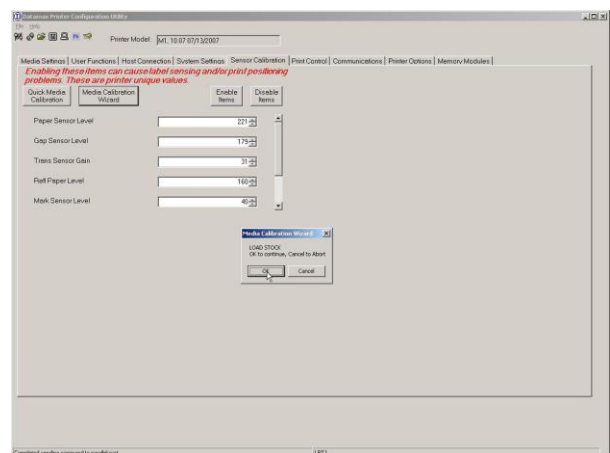 Datamax Printer Configuration Utility
File Help
Printer Model: M1, 10.07 07/13/2007
Media Settings User Functions Host Connection System Settings Sensor Calibration Print Control Communications Printer Options Memory Modules
Enabling these items can cause label sensing and/or print positioning
problems. These are printer unique values.
Quick Media Calibration Media Calibration Wizard Enable Items Disable Items
Paper Sensor Level 221
Gap Sensor Level 179
Trans Sensor Gain 31
Refl Paper Level 160
Mark Sensor Level 40
Media Calibration Wizard
LOAD STOCK
OK to continue, Cancel to Abort
OK Cancel
LPT1